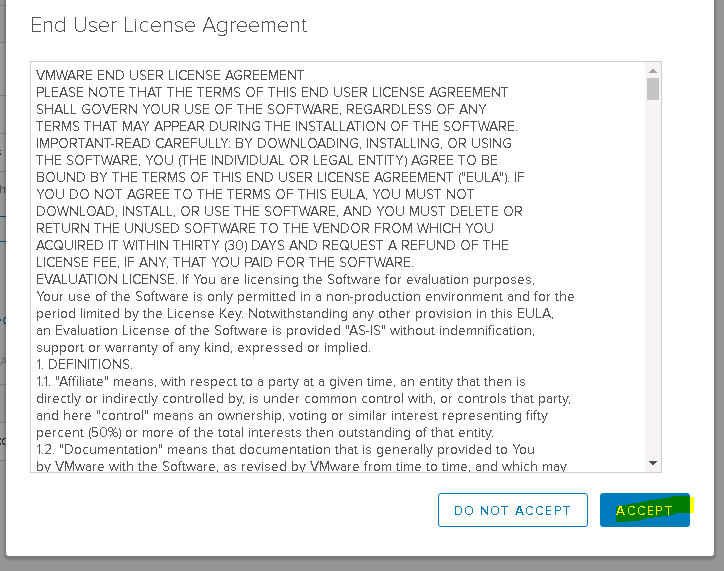 End User License Agreement
VMWARE END USER LICENSE AGREEMENT
PLEASE NOTE THAT THE TERMS OF THIS END USER LICENSE AGREEMENT
SHALL GOVERN YOUR USE OF THE SOFTWARE, REGARDLESS OF ANY
TERMS THAT MAY APPEAR DURING THE INSTALLATION OF THE SOFTWARE.
IMPORTANT-READ CAREFULLY: BY DOWNLOADING, INSTALLING, OR USING
THE SOFTWARE, YOU (THE INDIVIDUAL OR LEGAL ENTITY) AGREE TO BE
BOUND BY THE TERMS OF THIS END USER LICENSE AGREEMENT ("EULA"). IF
YOU DO NOT AGREE TO THE TERMS OF THIS EULA, YOU MUST NOT
DOWNLOAD, INSTALL, OR USE THE SOFTWARE, AND YOU MUST DELETE OR
RETURN THE UNUSED SOFTWARE TO THE VENDOR FROM WHICH YOU
ACQUIRED IT WITHIN THIRTY (30) DAYS AND REQUEST A REFUND OF THE
LICENSE FEE, IF ANY, THAT YOU PAID FOR THE SOFTWARE.
EVALUATION LICENSE. If You are licensing the Software for evaluation purposes,
Your use of the Software is only permitted in a non-production environment and for the
period limited by the License Key. Notwithstanding any other provision in this EULA,
an Evaluation License of the Software is provided "AS-IS" without indemnification,
support or warranty of any kind, expressed or implied.
1. DEFINITIONS.
1.1. "Affiliate" means, with respect to a party at a given time, an entity that then is
directly or indirectly controlled by, is under common control with, or controls that party,
and here "control" means an ownership, voting or similar interest representing fifty
percent (50%) or more of the total interests then outstanding of that entity.
1.2. "Documentation" means that documentation that is generally provided to You
by VMware with the Software, as revised by VMware from time to time, and which may
DO NOT ACCEPT
ACCEPT